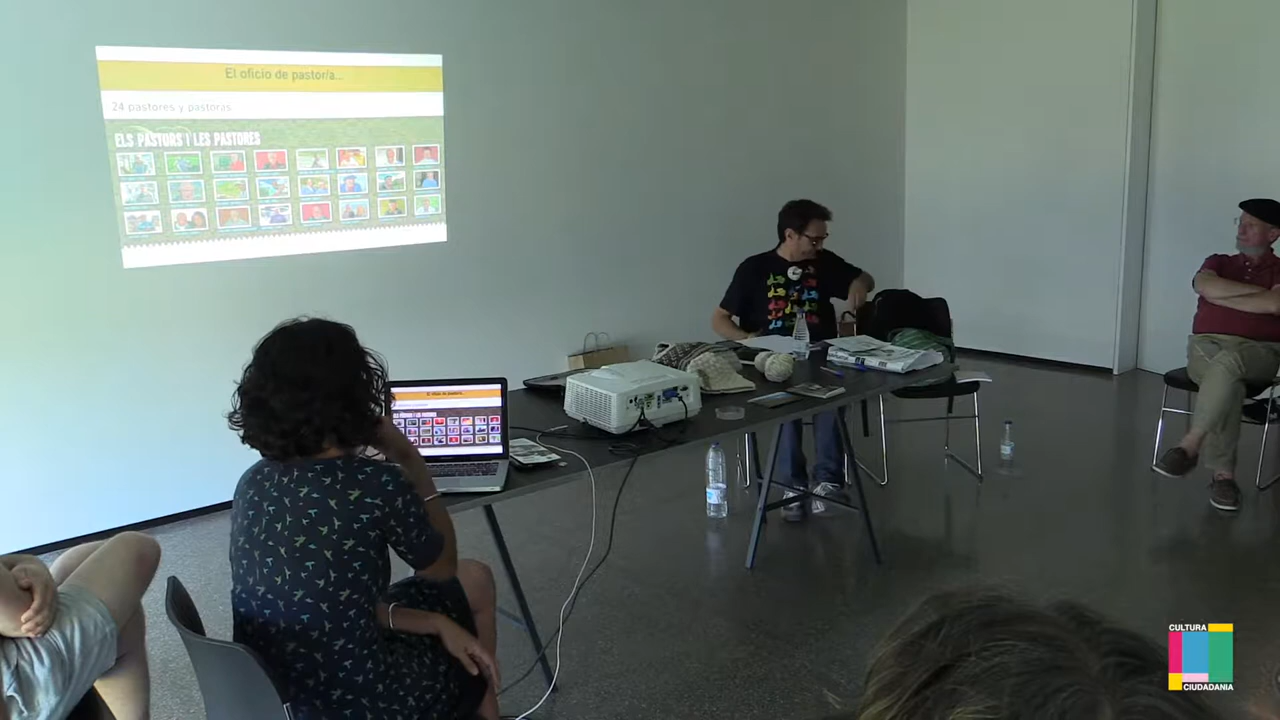 El oficio de pastor/a...
24 pastores y pastoras
ELS PASTORS I LES PASTORES
CULTURA
CIUDADANIA